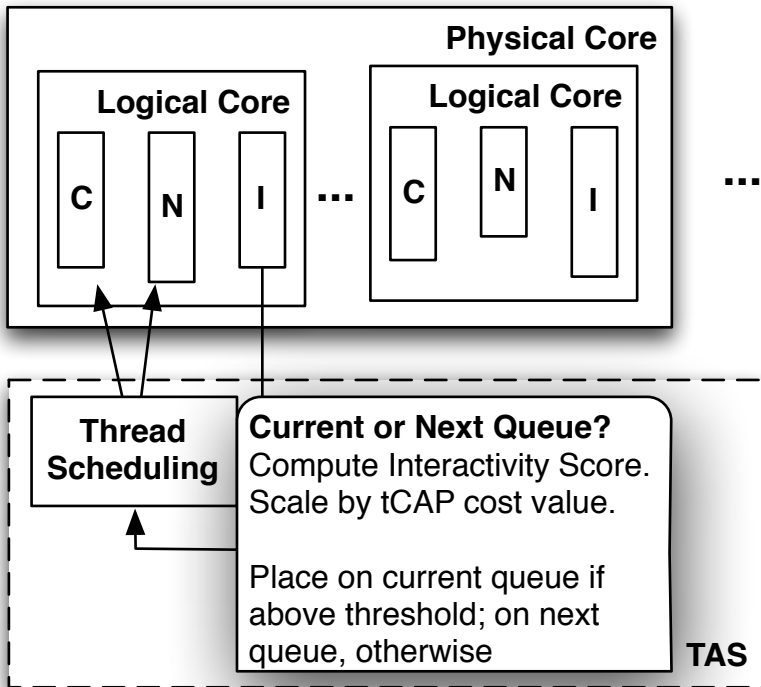 Physical Core
Logical Core
Logical Core
C
N
I
...
C
N
I
...
Thread
Scheduling
Current or Next Queue?
Compute Interactivity Score.
Scale by tCAP cost value.
Place on current queue if
above threshold; on next
queue, otherwise
TAS